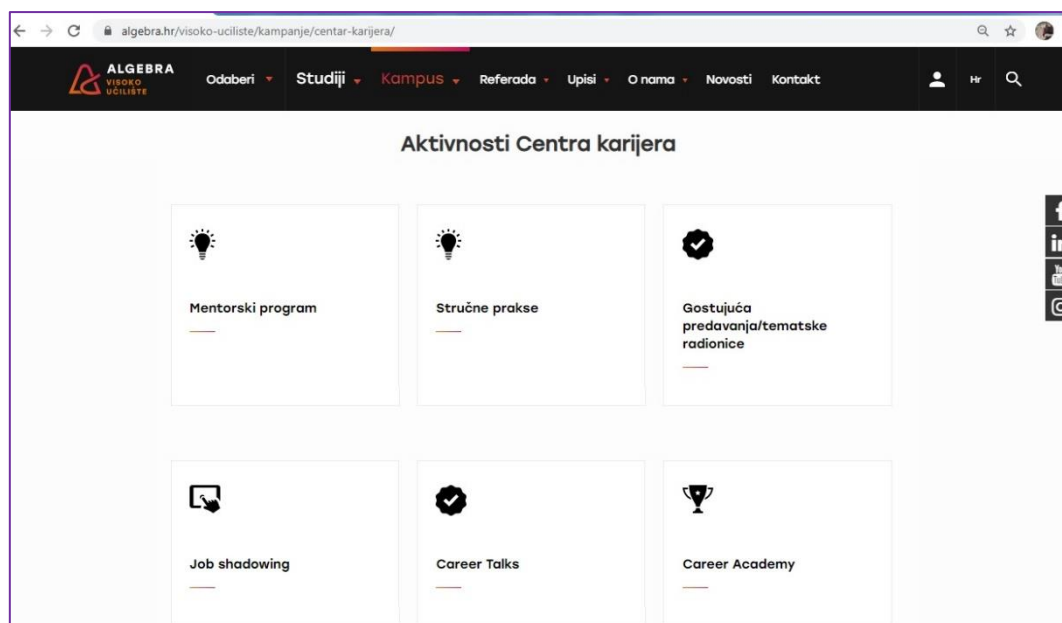 algebra.hr/visoko-uciliste/kampanje/centar-karijera/
ALGEBRA
VISOKO
UČILIŠTE
Odaberi
Studiji
Kampus
Referada
Upisi
O nama
Novosti
Kontakt
Hr
Aktivnosti Centra karijera
Mentorski program
Stručne prakse
Gostujuća
predavanja/tematske
radionice
Job shadowing
Career Talks
Career Academy